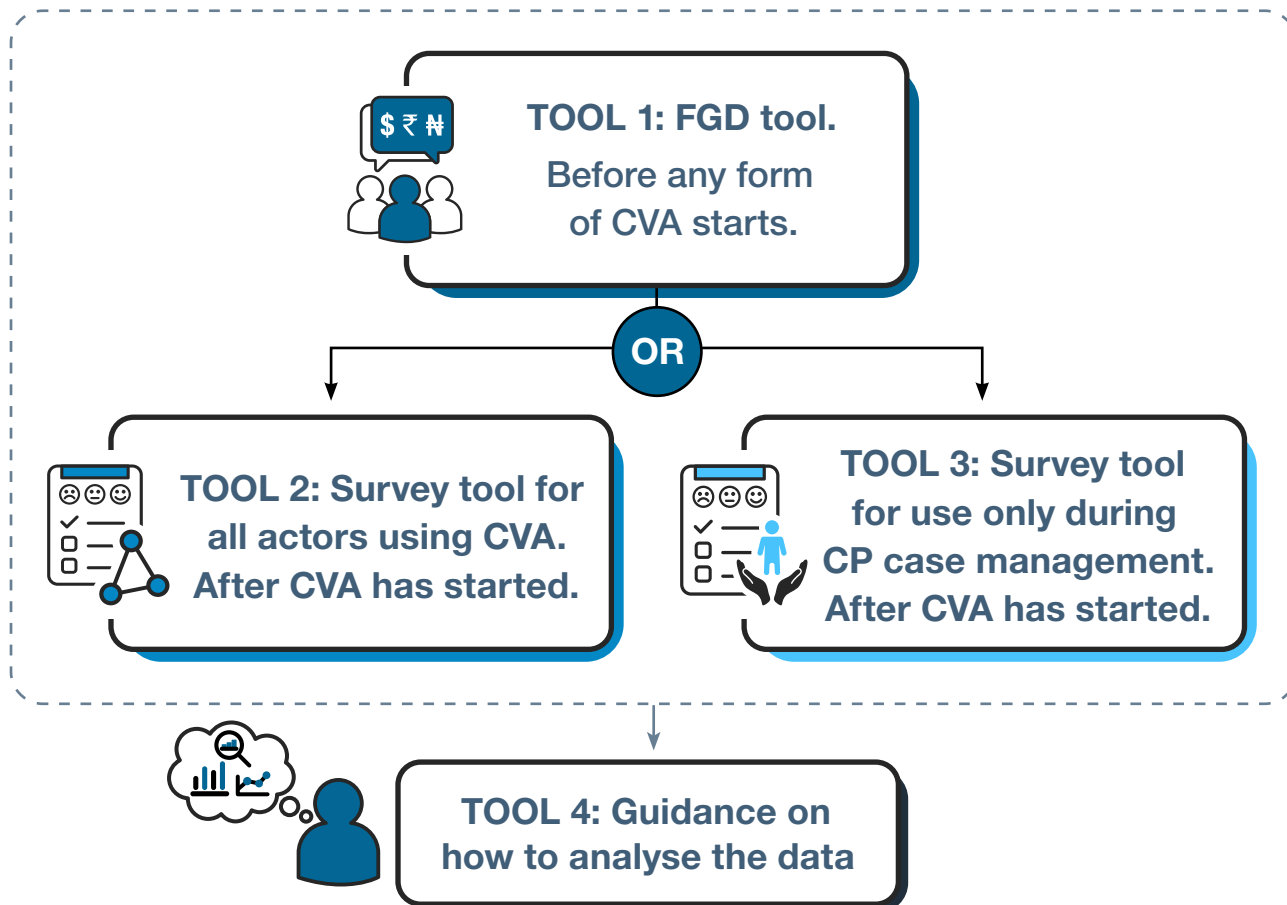 $ ₹ ₦
TOOL 1: FGD tool.
Before any form
of CVA starts.
OR
TOOL 2: Survey tool for
all actors using CVA.
After CVA has started.
TOOL 3: Survey tool
for use only during
CP case management.
After CVA has started.
TOOL 4: Guidance on
how to analyse the data